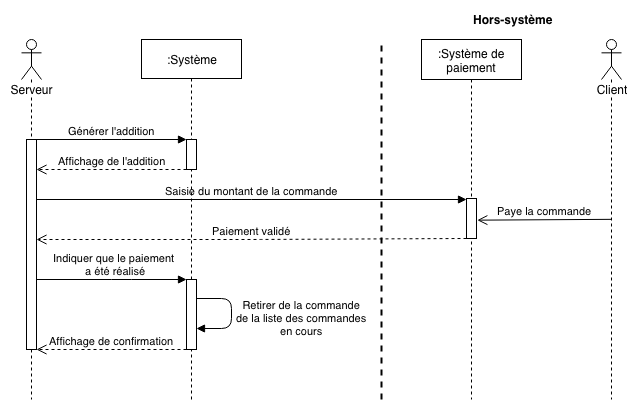 Hors-système
:Système
:Système de
paiement
Serveur
Client
Générer l'addition
Affichage de l'addition
Saisie du montant de la commande
Paye la commande
Paiement validé
Indiquer que le paiement
a été réalisé
Retirer de la commande
de la liste des commandes
en cours
Affichage de confirmation